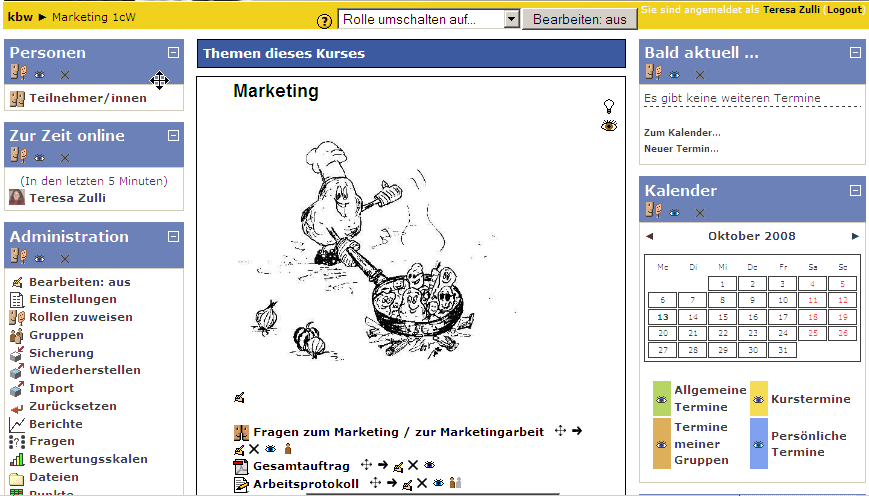 kbw ► Marketing 1cW
Rolle umschalten auf...
Bearbeiten: aus
Sie sind angemeldet als Teresa Zulli (Logout)
Personen
Teilnehmer/innen
Zur Zeit online
(In den letzten 5 Minuten)
Teresa Zulli
Administration
Bearbeiten: aus
Einstellungen
Rollen zuweisen
Gruppen
Sicherung
Wiederherstellen
Import
Zurücksetzen
Berichte
Fragen
Bewertungsskalen
Dateien
Punkte
Themen dieses Kurses
Marketing
Fragen zum Marketing / zur Marketingarbeit
Gesamtauftrag
Arbeitsprotokoll
Bald aktuell ...
Es gibt keine weiteren Termine
Zum Kalender...
Neuer Termin...
Kalender
◄ Oktober 2008 ►
Mo Di Mi Do Fr Sa So
1 2 3 4 5
6 7 8 9 10 11 12
13 14 15 16 17 18 19
20 21 22 23 24 25 26
27 28 29 30 31
Allgemeine
Termine
Kurstermine
Termine
meiner
Gruppen
Persönliche
Termine